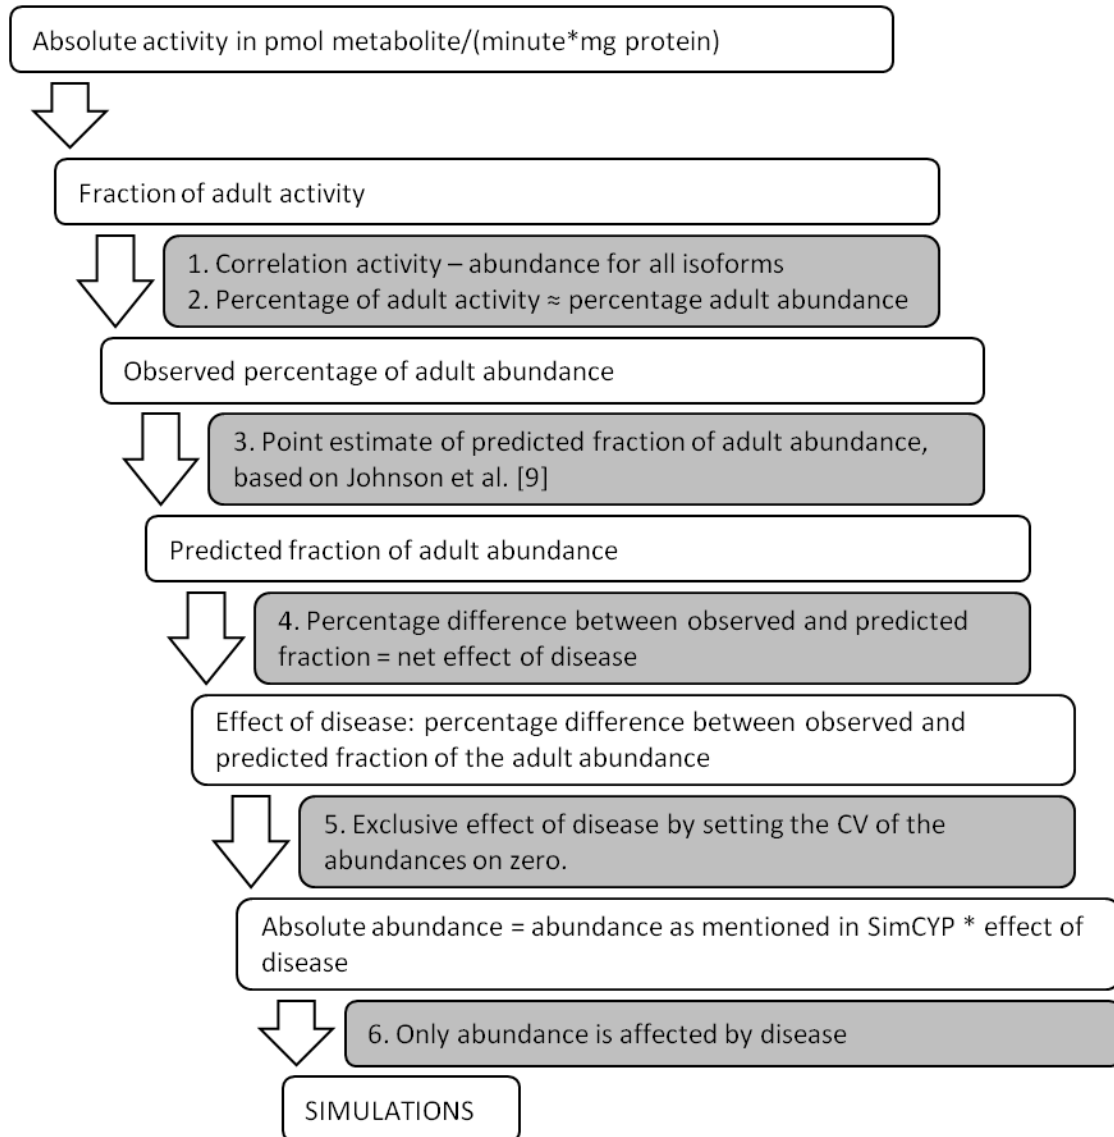 Absolute activity in pmol metabolite/(minute*mg protein)
Fraction of adult activity
1. Correlation activity – abundance for all isoforms
2. Percentage of adult activity ≈ percentage adult abundance
Observed percentage of adult abundance
3. Point estimate of predicted fraction of adult abundance,
based on Johnson et al. [9]
Predicted fraction of adult abundance
4. Percentage difference between observed and predicted
fraction = net effect of disease
Effect of disease: percentage difference between observed and
predicted fraction of the adult abundance
5. Exclusive effect of disease by setting the CV of the
abundances on zero.
Absolute abundance = abundance as mentioned in SimCYP * effect of
disease
6. Only abundance is affected by disease
SIMULATIONS